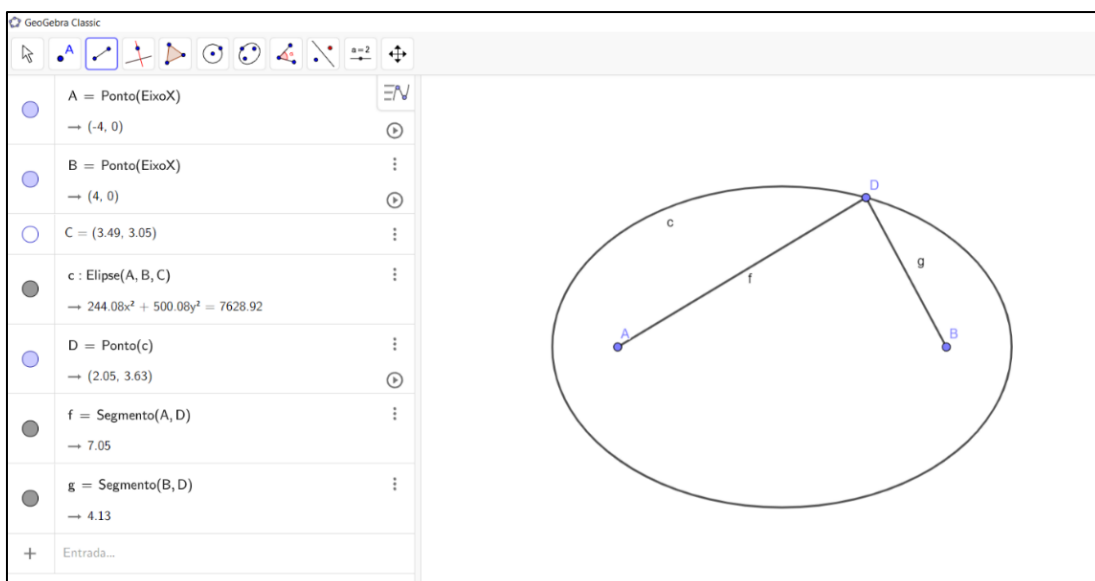 GeoGebra Classic
A
a=2
A = Ponto(EixoX)
→ (-4, 0)
B = Ponto(EixoX)
→ (4, 0)
C = (3.49, 3.05)
c : Elipse(A, B, C)
→ 244.08x² + 500.08y² = 7628.92
D = Ponto(c)
→ (2.05, 3.63)
f = Segmento(A, D)
→ 7.05
g = Segmento(B, D)
→ 4.13
+ Entrada...
D
c
g
f
A
B